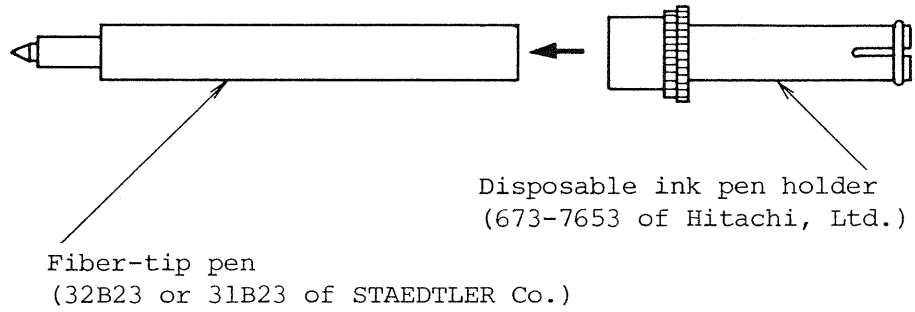 Disposable ink pen holder
(673-7653 of Hitachi, Ltd.)
Fiber-tip pen
(32B23 or 31B23 of STAEDTLER Co.)